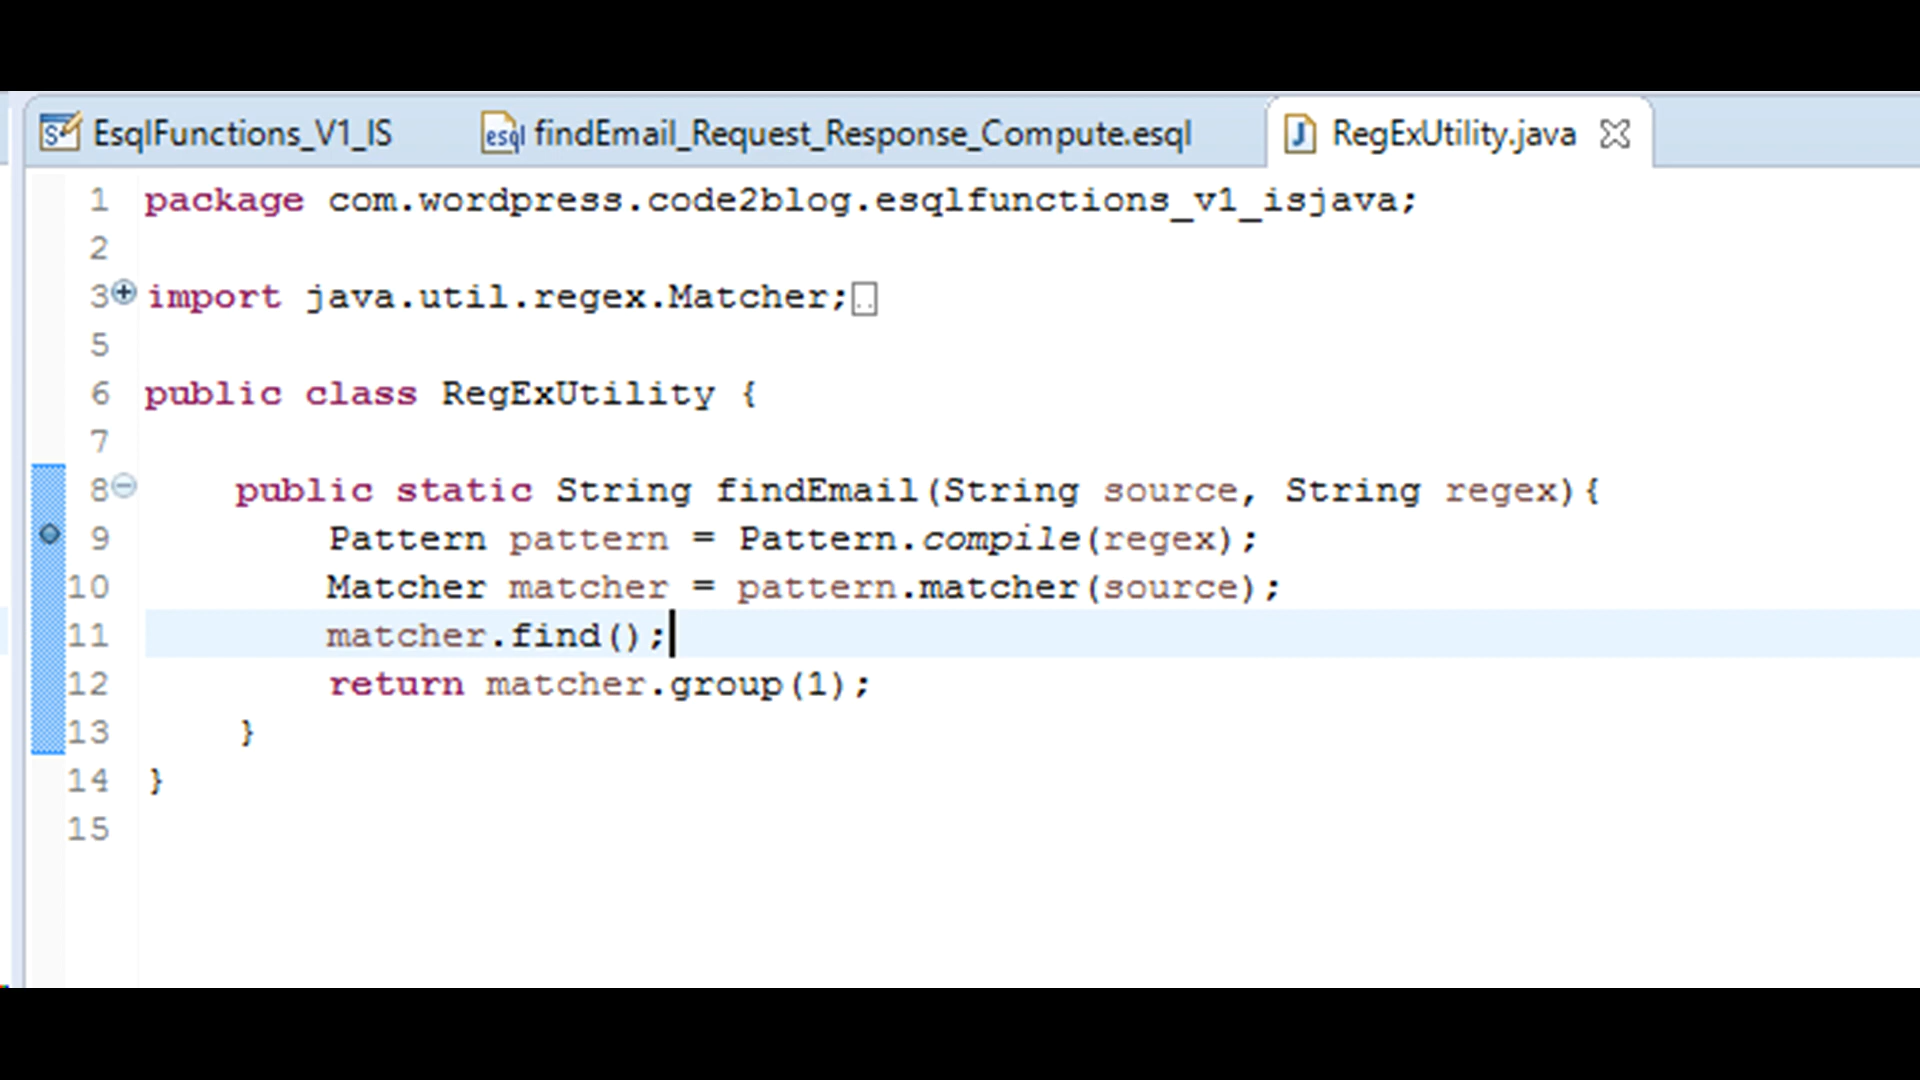 EsqlFunctions_V1_IS findEmail_Request_Response_Compute.esql RegExUtility.java
1 package com.wordpress.code2blog.esqlfunctions_v1_isjava;
2
3 import java.util.regex.Matcher;
5
6 public class RegExUtility {
7
8 public static String findEmail(String source, String regex){
9 Pattern pattern = Pattern.compile(regex);
10 Matcher matcher = pattern.matcher(source);
11 matcher.find();
12 return matcher.group(1);
13 }
14 }
15